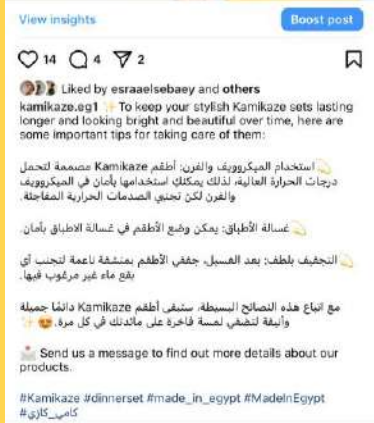 View insights
Boost post
14 4 2
Liked by esraaelsebaey and others
kamikaze.eg1 ✨ To keep your stylish Kamikaze sets lasting
longer and looking bright and beautiful over time, here are
some important tips for taking care of them:
💫 استخدام الميكروويف والفرن: أطقم Kamikaze مصممة لتحمل
درجات الحرارة العالية، لذلك يمكنك استخدامها بأمان في الميكروويف
والفرن لكن تجنبي الصدمات الحرارية المفاجئة.
💫 غسالة الأطباق: يمكن وضع الأطقم في غسالة الاطباق بأمان.
💫 التجفيف بلطف: بعد الغسيل، جففي الأطقم بمنشفة ناعمة لتجنب أي
بقع ماء غير مرغوب فيها.
مع اتباع هذه النصائح البسيطة، ستبقى أطقم Kamikaze دائمًا جميلة
وأنيقة لتضفي لمسة فاخرة على مائدتك في كل مرة. 😍✨
📩 Send us a message to find out more details about our
products.
#Kamikaze #dinnerset #made_in_egypt #MadeInEgypt
#كامي_كازي